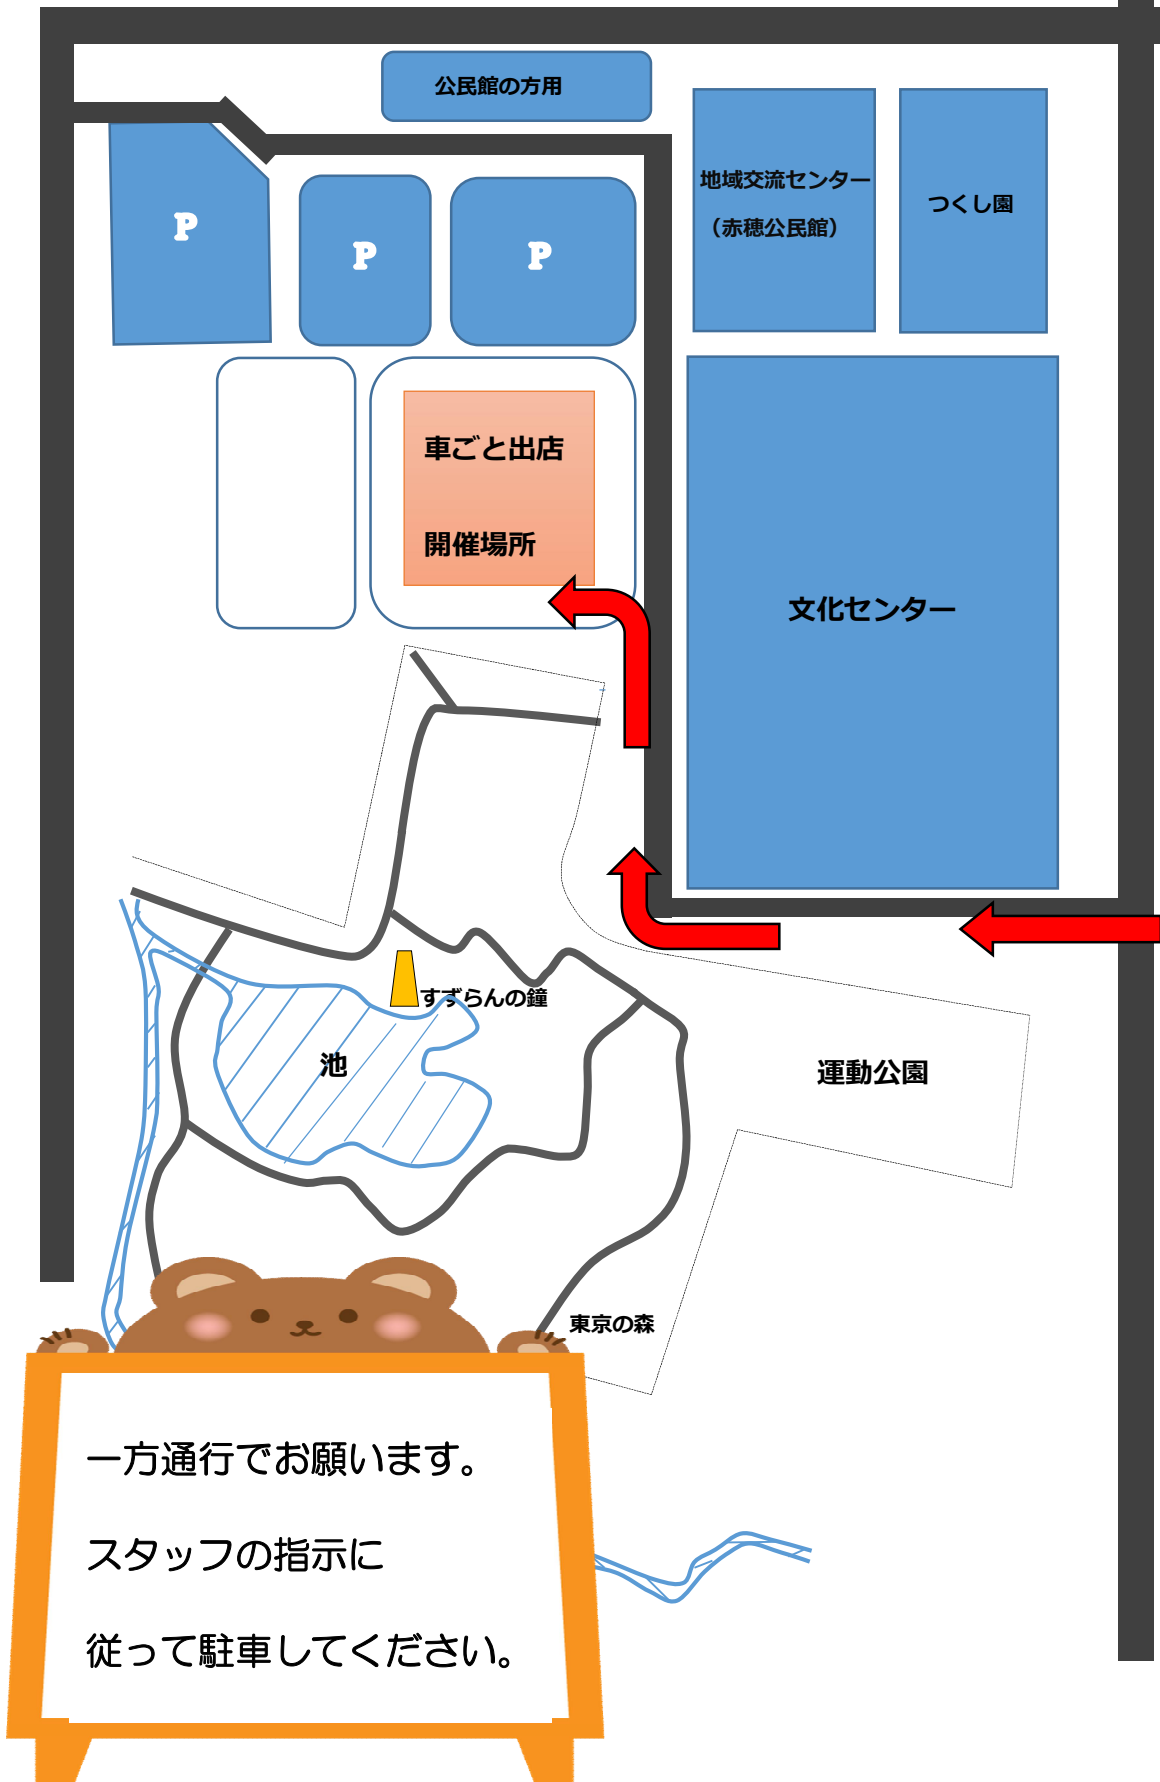 公民館の方用
地域交流センター
（赤穂公民館）
つくし園
P
P
P
車ごと出店
開催場所
文化センター
すずらんの鐘
池
運動公園
東京の森
一方通行でお願います。
スタッフの指示に
従って駐車してください。